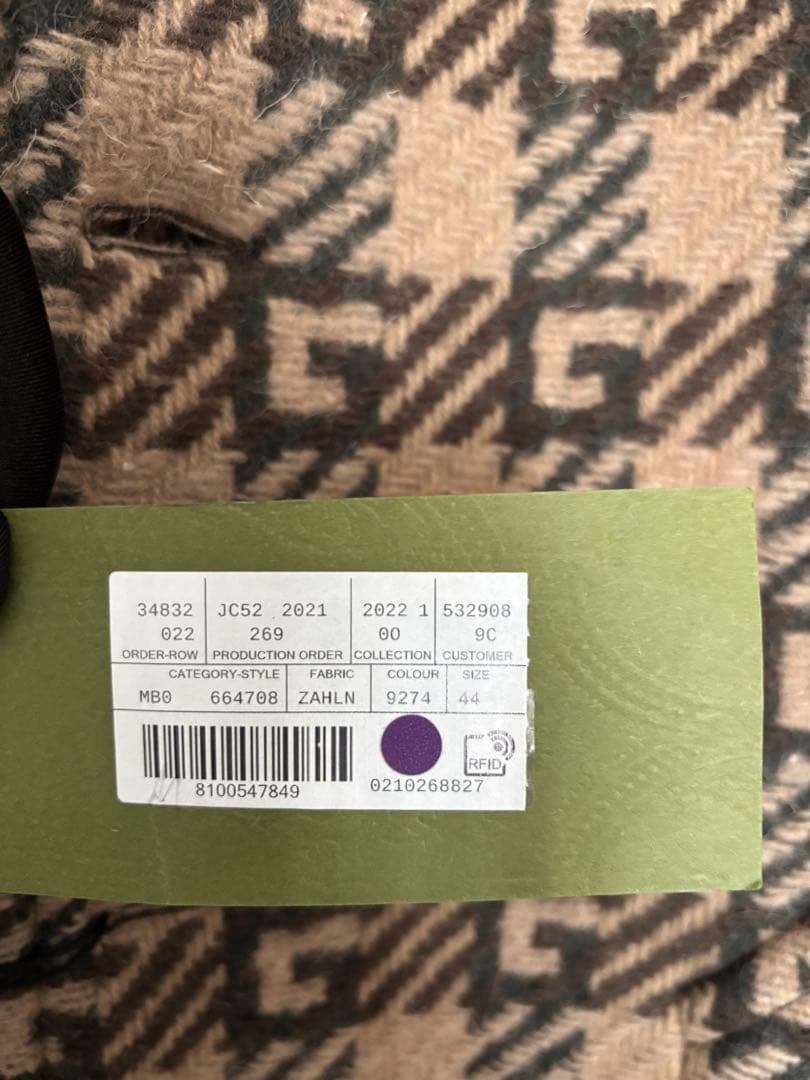 34832 JC52 2021 2022 1 532908
022 269 00 9C
ORDER-ROW PRODUCTION ORDER COLLECTION CUSTOMER
CATEGORY-STYLE FABRIC COLOUR SIZE
MB0 664708 ZAHLN 9274 44
RFID
8100547849 0210268827
G
G G
G G